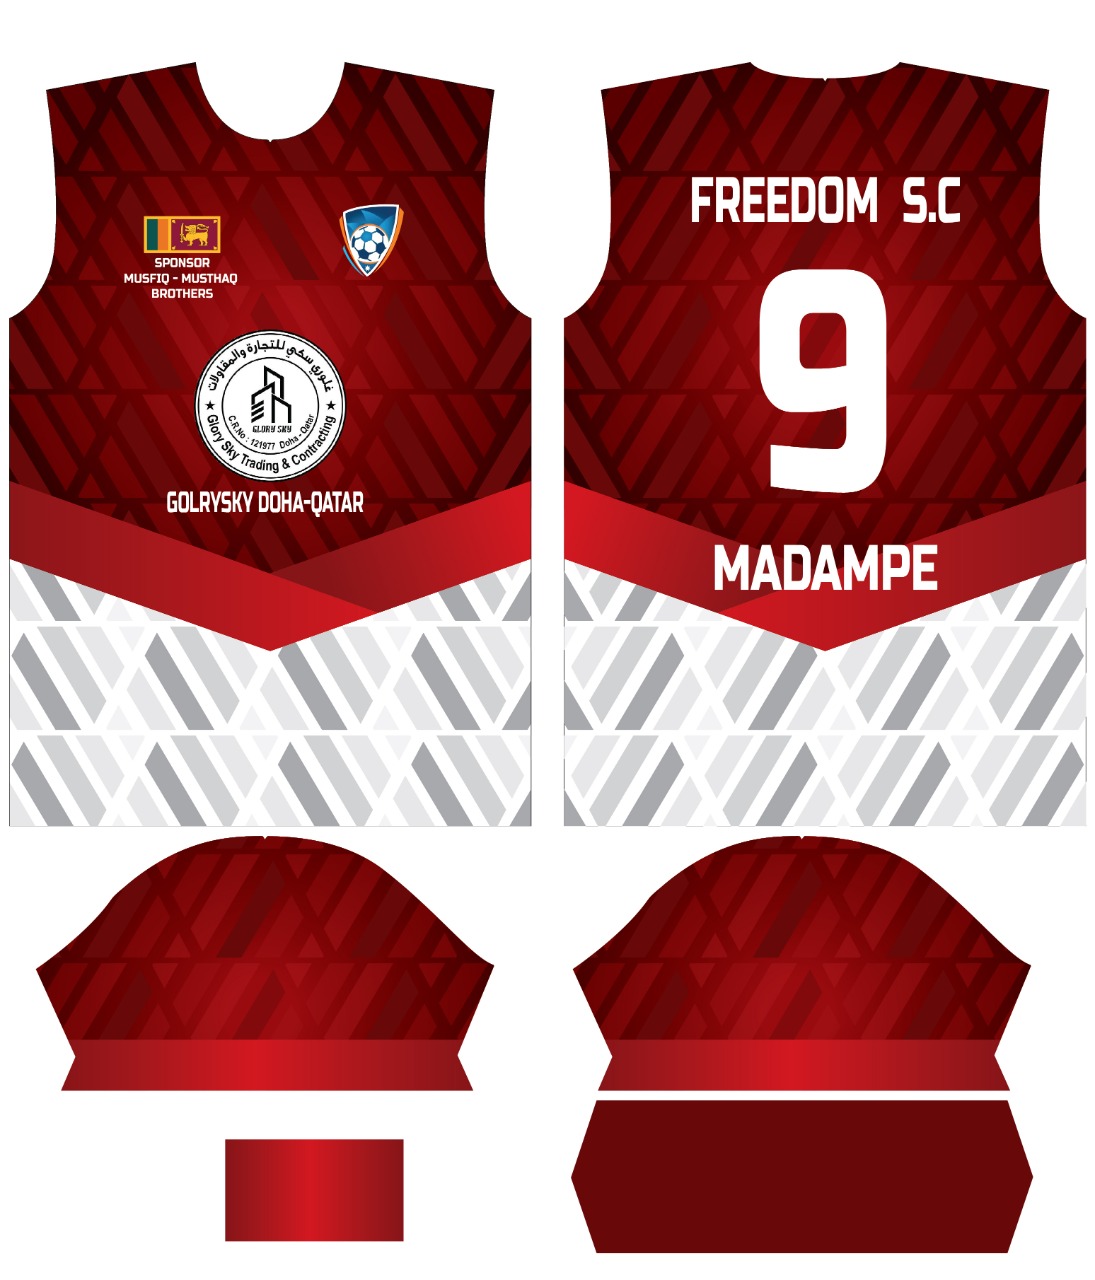 SPONSOR
MUSFIQ - MUSTHAQ
BROTHERS
غلوري سكي للتجارة والمقاولات
GLORY SKY
C.R.No : 121977 Doha - Qatar
★ Glory Sky Trading & Contracting ★
GOLRYSKY DOHA-QATAR
FREEDOM S.C
9
MADAMPE